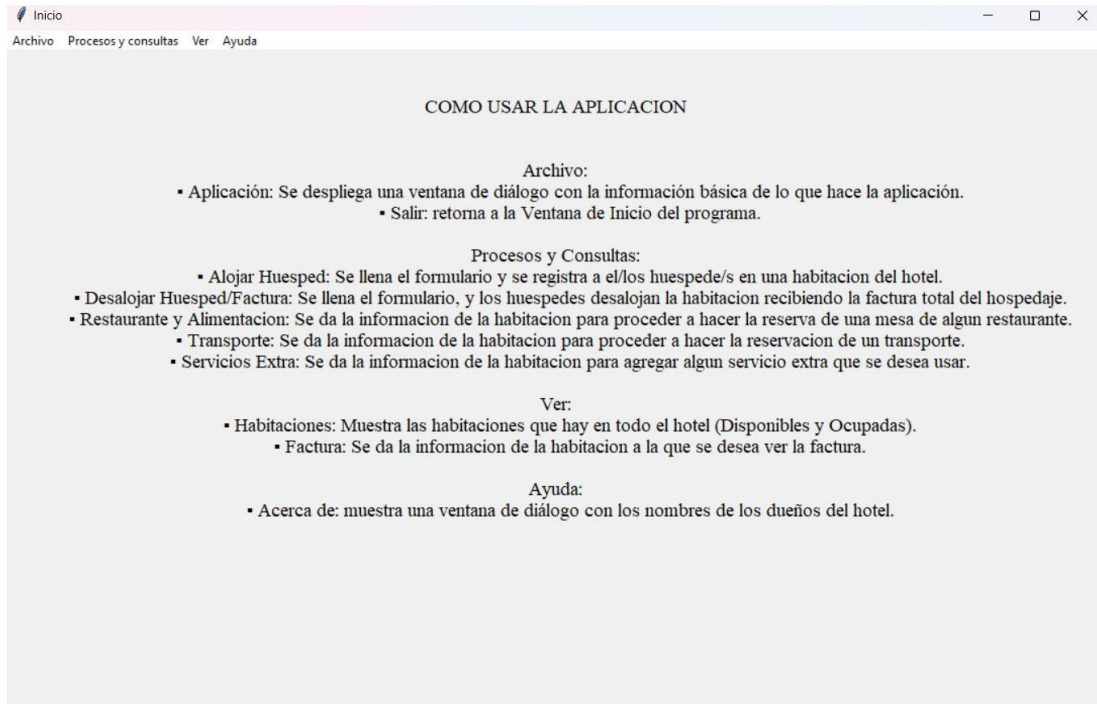 Inicio
Archivo Procesos y consultas Ver Ayuda
COMO USAR LA APLICACION
Archivo:
▪ Aplicación: Se despliega una ventana de diálogo con la información básica de lo que hace la aplicación.
▪ Salir: retorna a la Ventana de Inicio del programa.
Procesos y Consultas:
▪ Alojar Huesped: Se llena el formulario y se registra a el/los huespede/s en una habitacion del hotel.
▪ Desalojar Huesped/Factura: Se llena el formulario, y los huespedes desalojan la habitacion recibiendo la factura total del hospedaje.
▪ Restaurante y Alimentacion: Se da la informacion de la habitacion para proceder a hacer la reserva de una mesa de algun restaurante.
▪ Transporte: Se da la informacion de la habitacion para proceder a hacer la reservacion de un transporte.
▪ Servicios Extra: Se da la informacion de la habitacion para agregar algun servicio extra que se desea usar.
Ver:
▪ Habitaciones: Muestra las habitaciones que hay en todo el hotel (Disponibles y Ocupadas).
▪ Factura: Se da la informacion de la habitacion a la que se desea ver la factura.
Ayuda:
▪ Acerca de: muestra una ventana de diálogo con los nombres de los dueños del hotel.